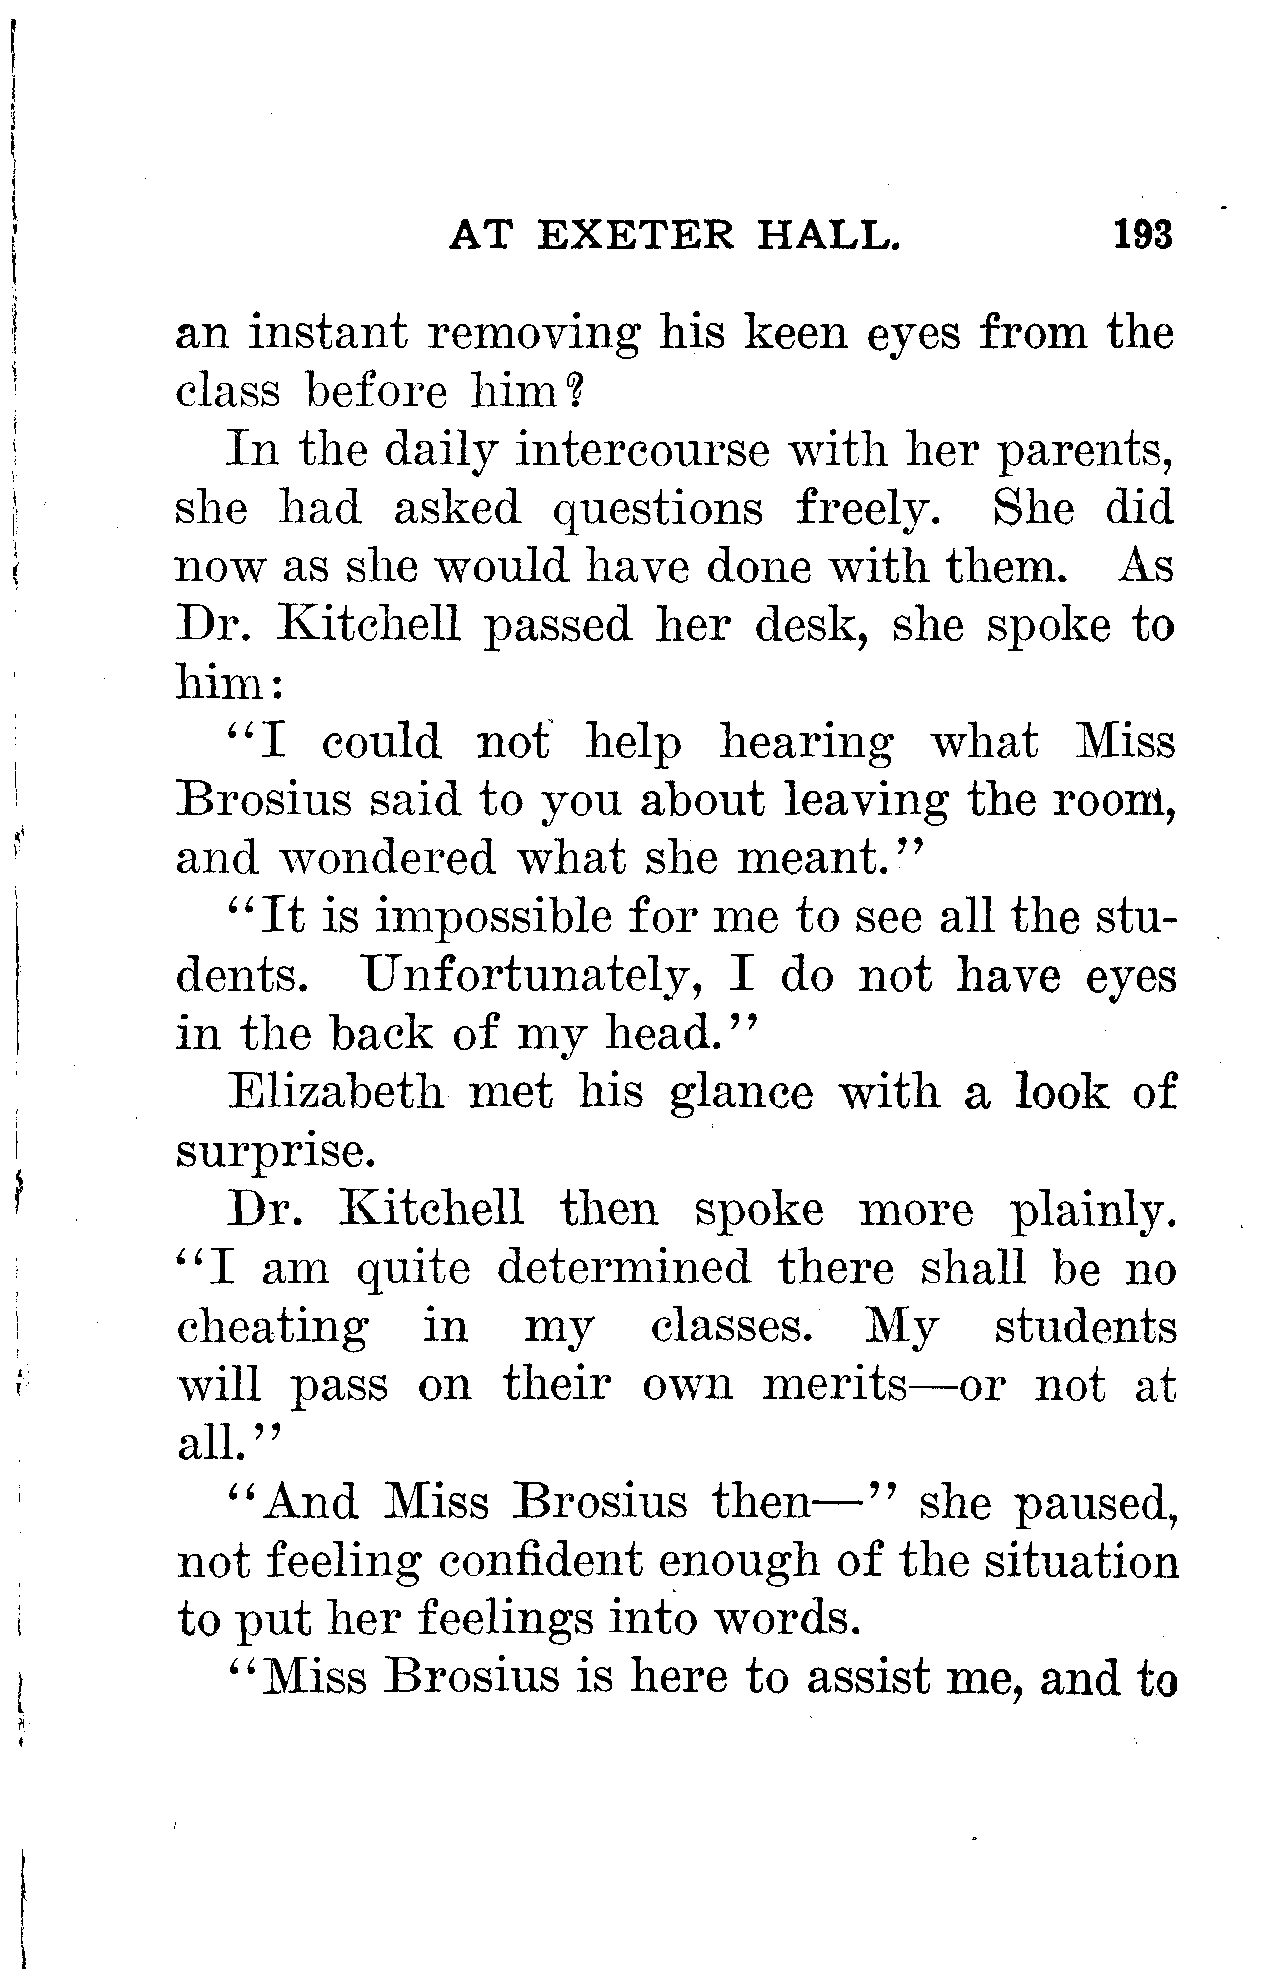 AT EXETER HALL. 193
an instant removing his keen eyes from the
class before him?
In the daily intercourse with her parents,
she had asked questions freely. She did
now as she would have done with them. As
Dr. Kitchell passed her desk, she spoke to
him:
"I could not help hearing what Miss
Brosius said to you about leaving the room,
and wondered what she meant."
"It is impossible for me to see all the stu-
dents. Unfortunately, I do not have eyes
in the back of my head."
Elizabeth met his glance with a look of
surprise.
Dr. Kitchell then spoke more plainly.
"I am quite determined there shall be no
cheating in my classes. My students
will pass on their own merits—or not at
all."
"And Miss Brosius then—" she paused,
not feeling confident enough of the situation
to put her feelings into words.
"Miss Brosius is here to assist me, and to